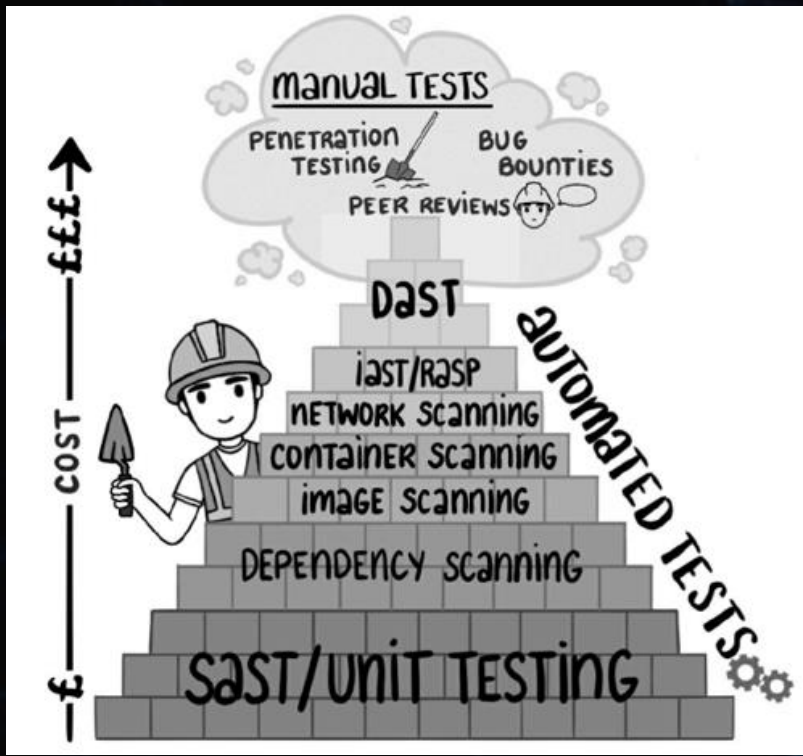 MANUAL TESTS
PENETRATION
TESTING
BUG
BOUNTIES
PEER REVIEWS
£££
COST
£
DAST
IAST/RASP
NETWORK SCANNING
CONTAINER SCANNING
IMAGE SCANNING
DEPENDENCY SCANNING
SAST/UNIT TESTING
AUTOMATED TESTS